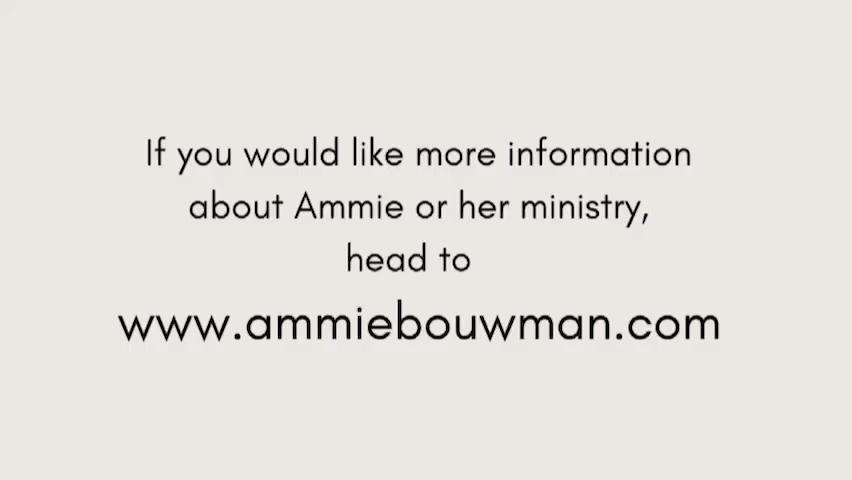 If you would like more information
about Ammie or her ministry,
head to
www.ammiebouwman.com